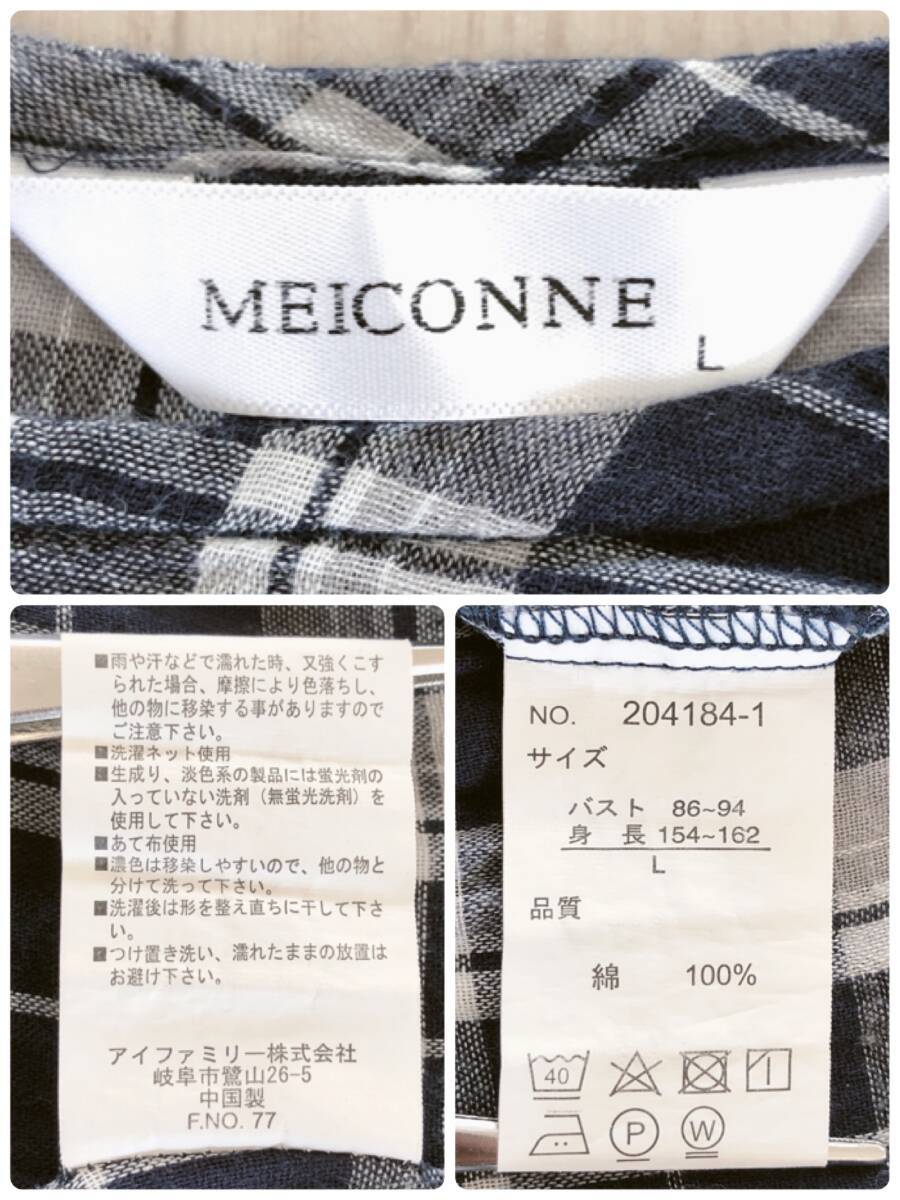 MEICONNE
L
■雨や汗などで濡れた時、又強くこす
られた場合、摩擦により色落ちし、
他の物に移染する事がありますので
ご注意下さい。
■洗濯ネット使用
■生成り、淡色系の製品には蛍光剤の
入っていない洗剤（無蛍光洗剤）を
使用して下さい。
■あて布使用
■濃色は移染しやすいので、他の物と
分けて洗って下さい。
■洗濯後は形を整え直ちに干して下さ
い。
■つけ置き洗い、濡れたままの放置は
お避け下さい。
アイファミリー株式会社
岐阜市鷺山26-5
中国製
F.NO. 77
NO. 204184-1
サイズ
バスト 86~94
身長 154~162
L
品質
綿 100%
40
P W